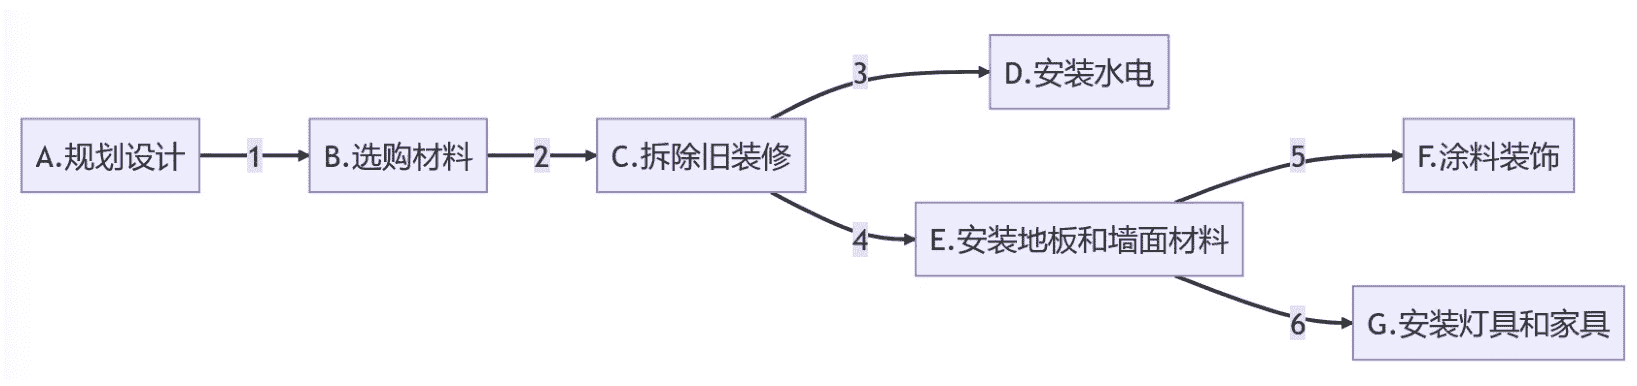 A.规划设计
1
B.选购材料
2
C.拆除旧装修
3
D.安装水电
4
E.安装地板和墙面材料
5
F.涂料装饰
6
G.安装灯具和家具